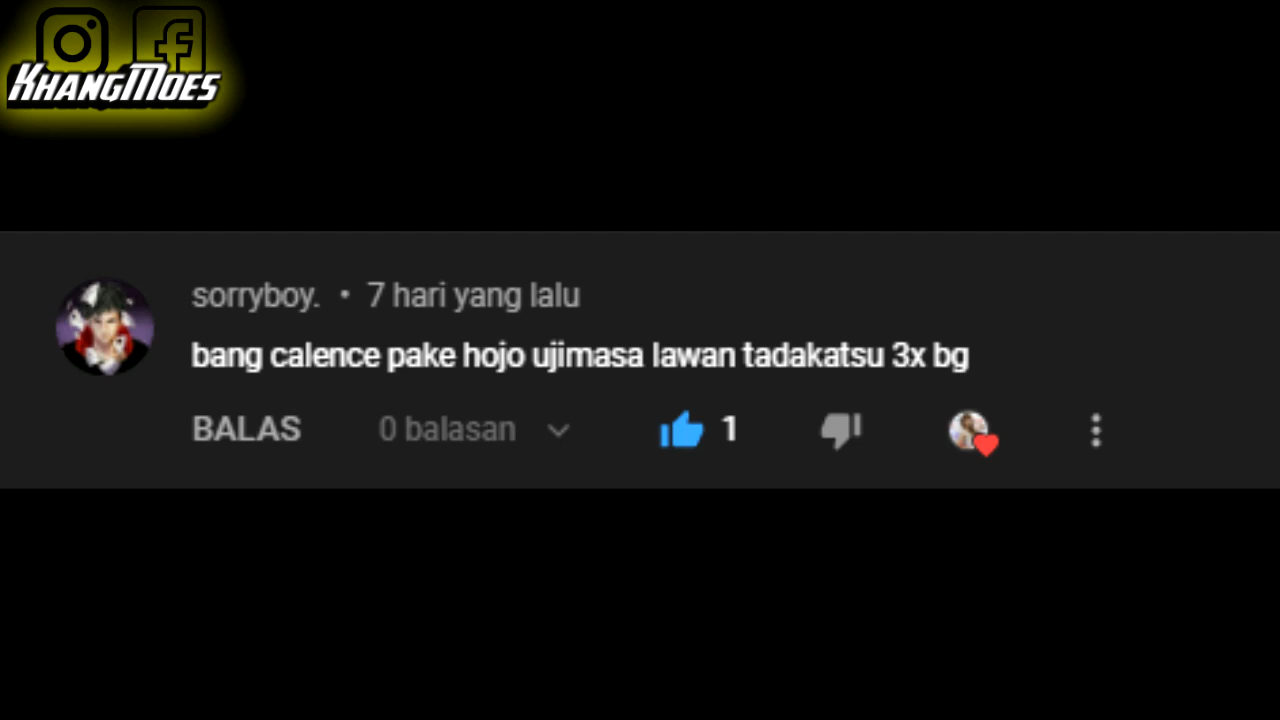 KHANGMOES
sorryboy. • 7 hari yang lalu
bang calence pake hojo ujimasa lawan tadakatsu 3x bg
BALAS 0 balasan 1